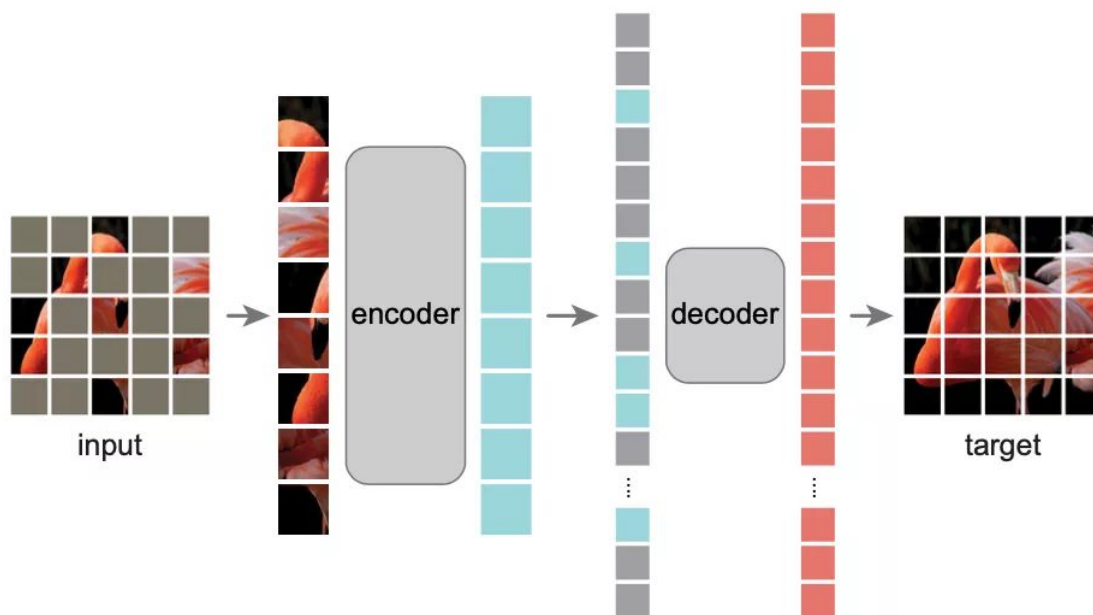 encoder
decoder
input
target